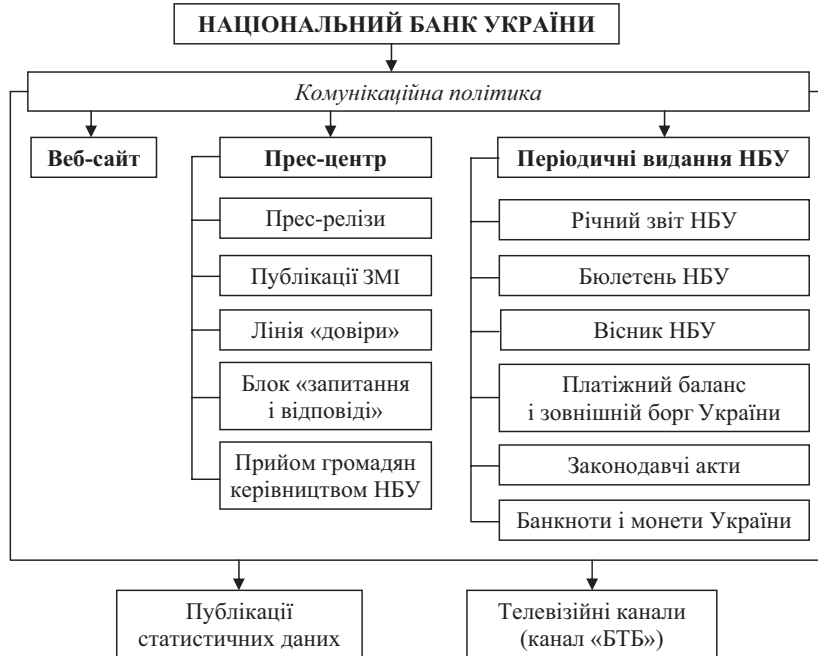 НАЦІОНАЛЬНИЙ БАНК УКРАЇНИ
Комунікаційна політика
Веб-сайт
Прес-центр
Прес-релізи
Публікації ЗМІ
Лінія «довіри»
Блок «запитання
і відповіді»
Прийом громадян
керівництвом НБУ
Періодичні видання НБУ
Річний звіт НБУ
Бюлетень НБУ
Вісник НБУ
Платіжний баланс
і зовнішній борг України
Законодавчі акти
Банкноти і монети України
Публікації
статистичних даних
Телевізійні канали
(канал «БТБ»)